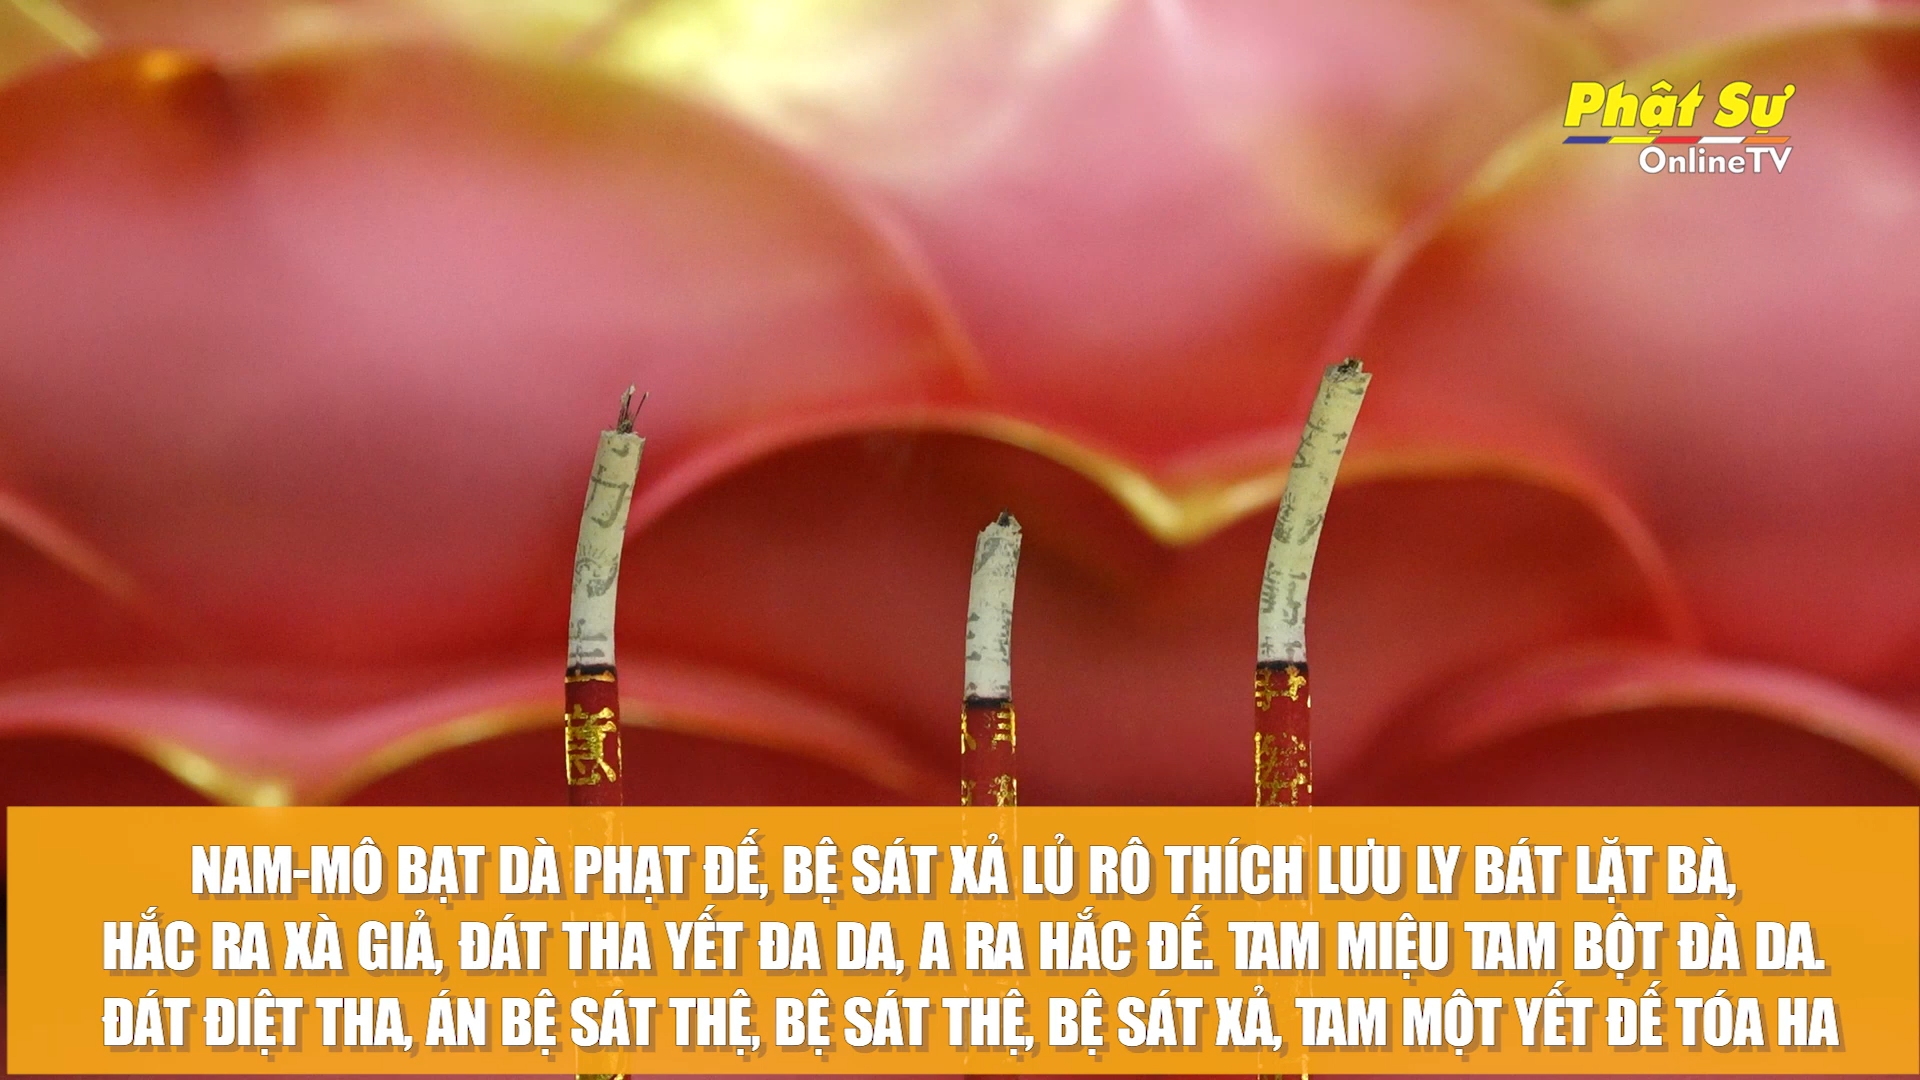 Phật Sự
OnlineTV
NAM-MÔ BẠT DÀ PHẠT ĐẾ, BỆ SÁT XẢ LỦ RÔ THÍCH LƯU LY BÁT LẶT BÀ,
HẮC RA XÀ GIẢ, ĐÁT THA YẾT ĐA DA, A RA HẮC ĐẾ. TAM MIỆU TAM BỘT ĐÀ DA.
ĐÁT ĐIỆT THA, ÁN BỆ SÁT THỆ, BỆ SÁT THỆ, BỆ SÁT XẢ, TAM MỘT YẾT ĐẾ TÓA HA